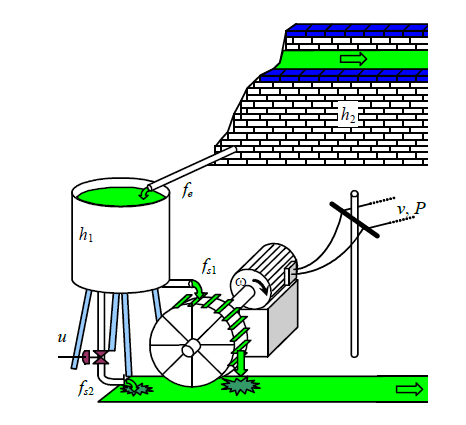 h2
fe
v, P
h1
fs1
ω
u
fs2